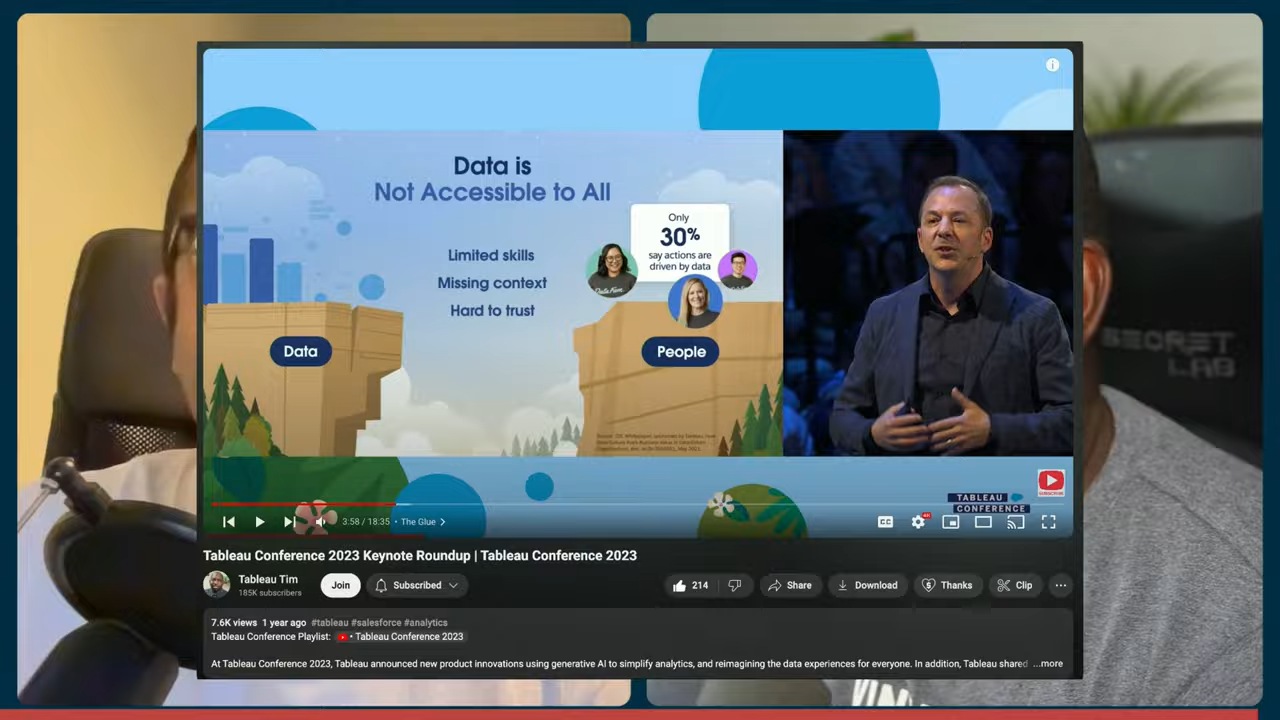 Data is
Not Accessible to All
Limited skills
Missing context
Hard to trust
Only
30%
say actions are
driven by data
Data
People
SECRET
LAB
TABLEAU
CONFERENCE
SUBSCRIBE
3:58 / 18:35 • The Glue
CC
HD
Tableau Conference 2023 Keynote Roundup | Tableau Conference 2023
Tableau Tim
185K subscribers
Join
Subscribed
214
Share
Download
Thanks
Clip
7.6K views 1 year ago #tableau #salesforce #analytics
Tableau Conference Playlist: • Tableau Conference 2023
At Tableau Conference 2023, Tableau announced new product innovations using generative AI to simplify analytics, and reimagining the data experiences for everyone. In addition, Tableau shared ...more